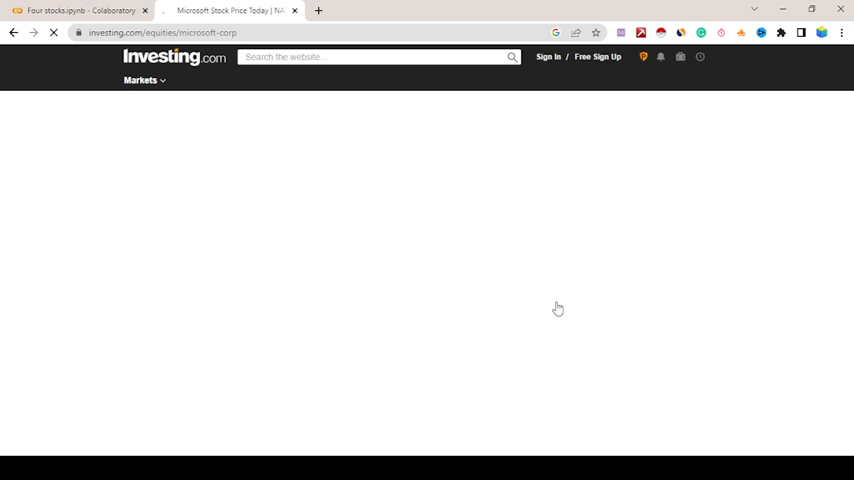 Four stocks.ipynb - Colaboratory
Microsoft Stock Price Today | NA
investing.com/equities/microsoft-corp
Investing.com
Search the website...
Sign In / Free Sign Up
Markets